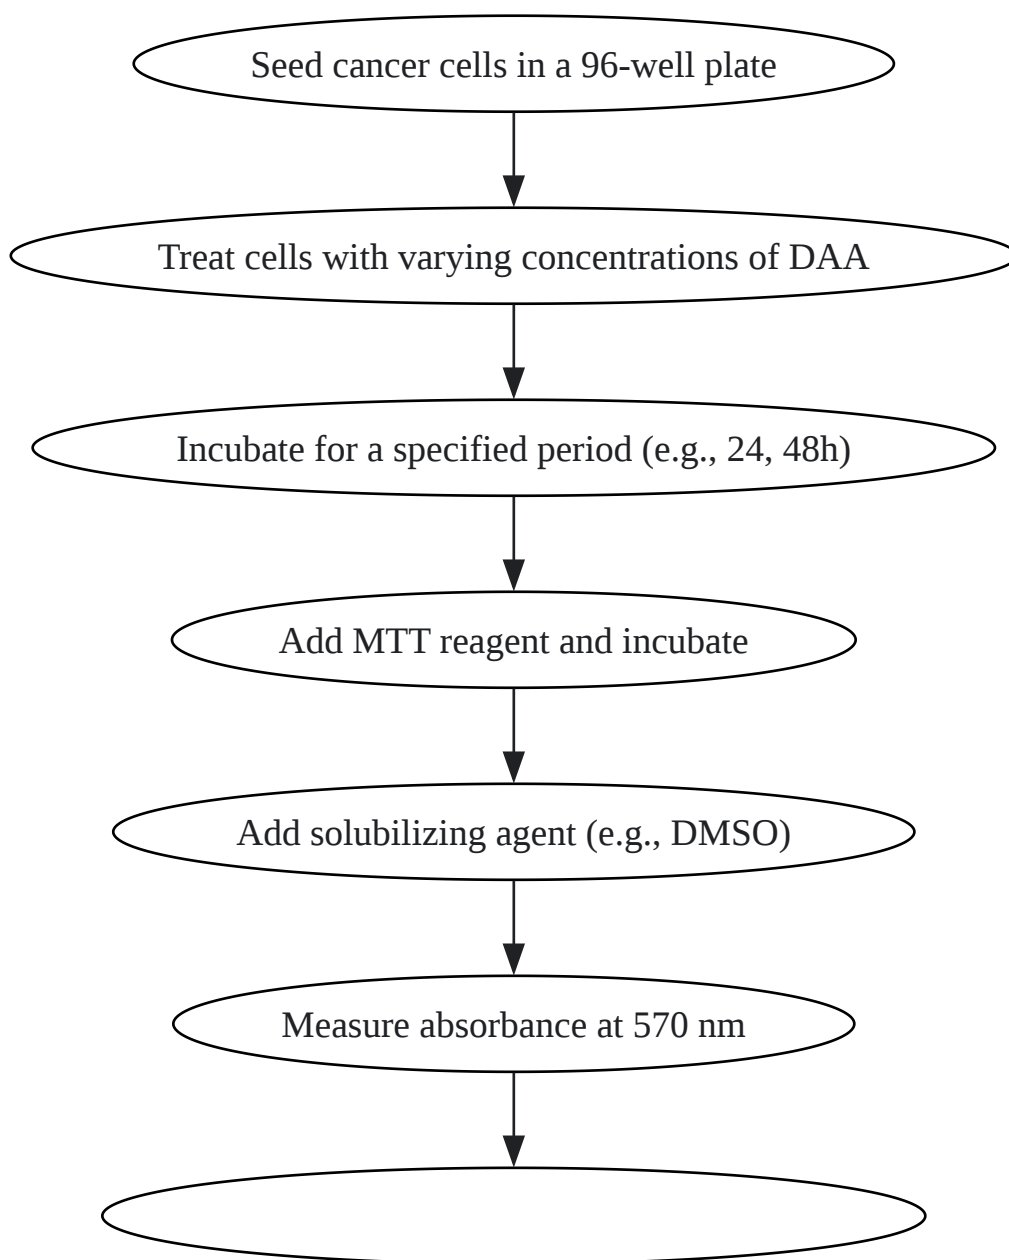 Seed cancer cells in a 96-well plate
Treat cells with varying concentrations of DAA
Incubate for a specified period (e.g., 24, 48h)
Add MTT reagent and incubate
Add solubilizing agent (e.g., DMSO)
Measure absorbance at 570 nm